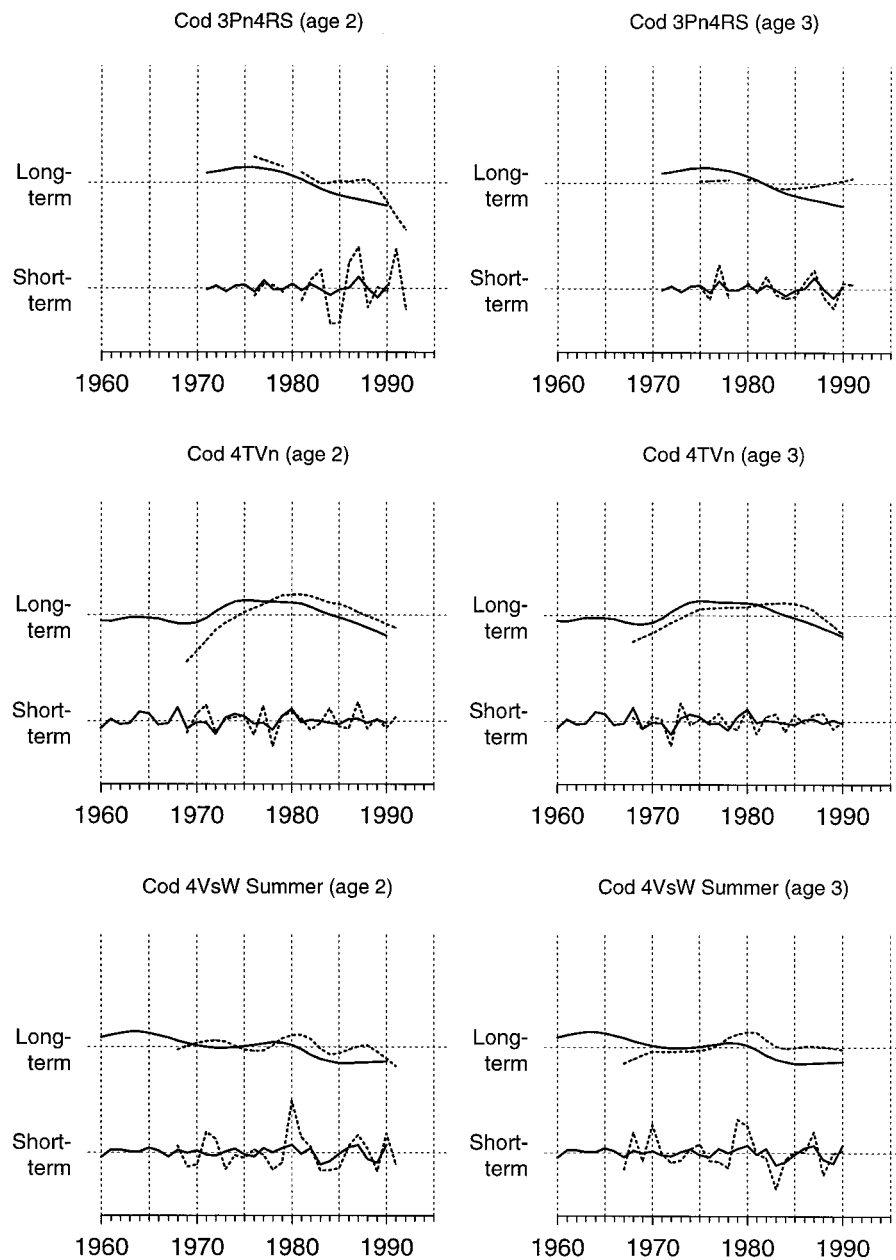 Cod 3Pn4RS (age 2)
Long-
term
Short-
term
1960 1970 1980 1990
Cod 3Pn4RS (age 3)
Long-
term
Short-
term
1960 1970 1980 1990
Cod 4TVn (age 2)
Long-
term
Short-
term
1960 1970 1980 1990
Cod 4TVn (age 3)
Long-
term
Short-
term
1960 1970 1980 1990
Cod 4VsW Summer (age 2)
Long-
term
Short-
term
1960 1970 1980 1990
Cod 4VsW Summer (age 3)
Long-
term
Short-
term
1960 1970 1980 1990